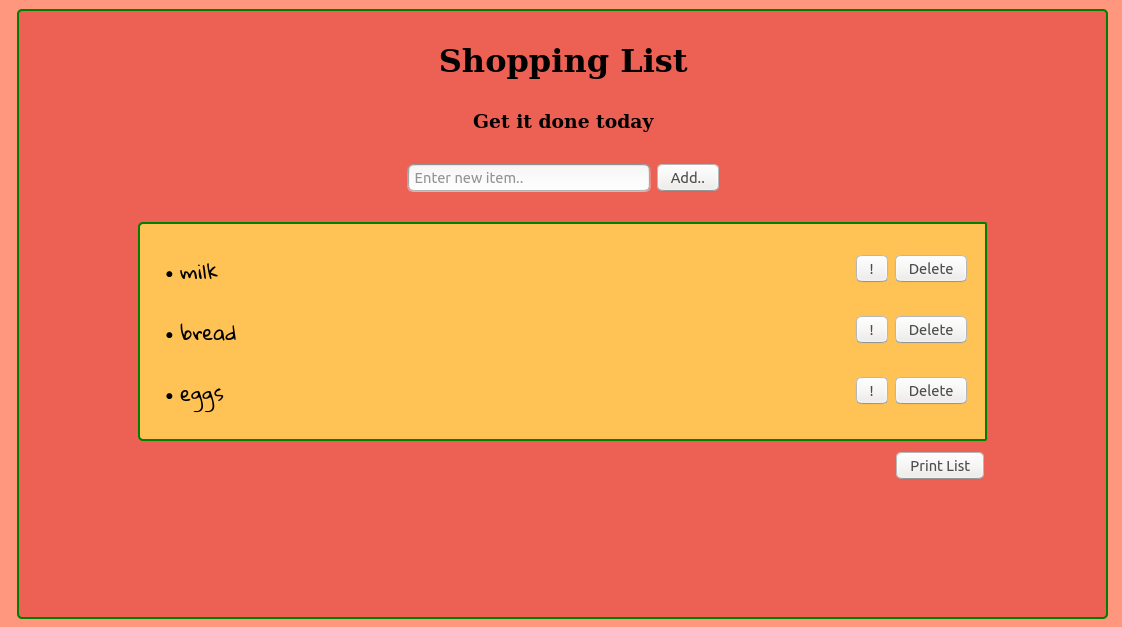 Shopping List
Get it done today
Enter new item.. Add..
• milk ! Delete
• bread ! Delete
• eggs ! Delete
Print List